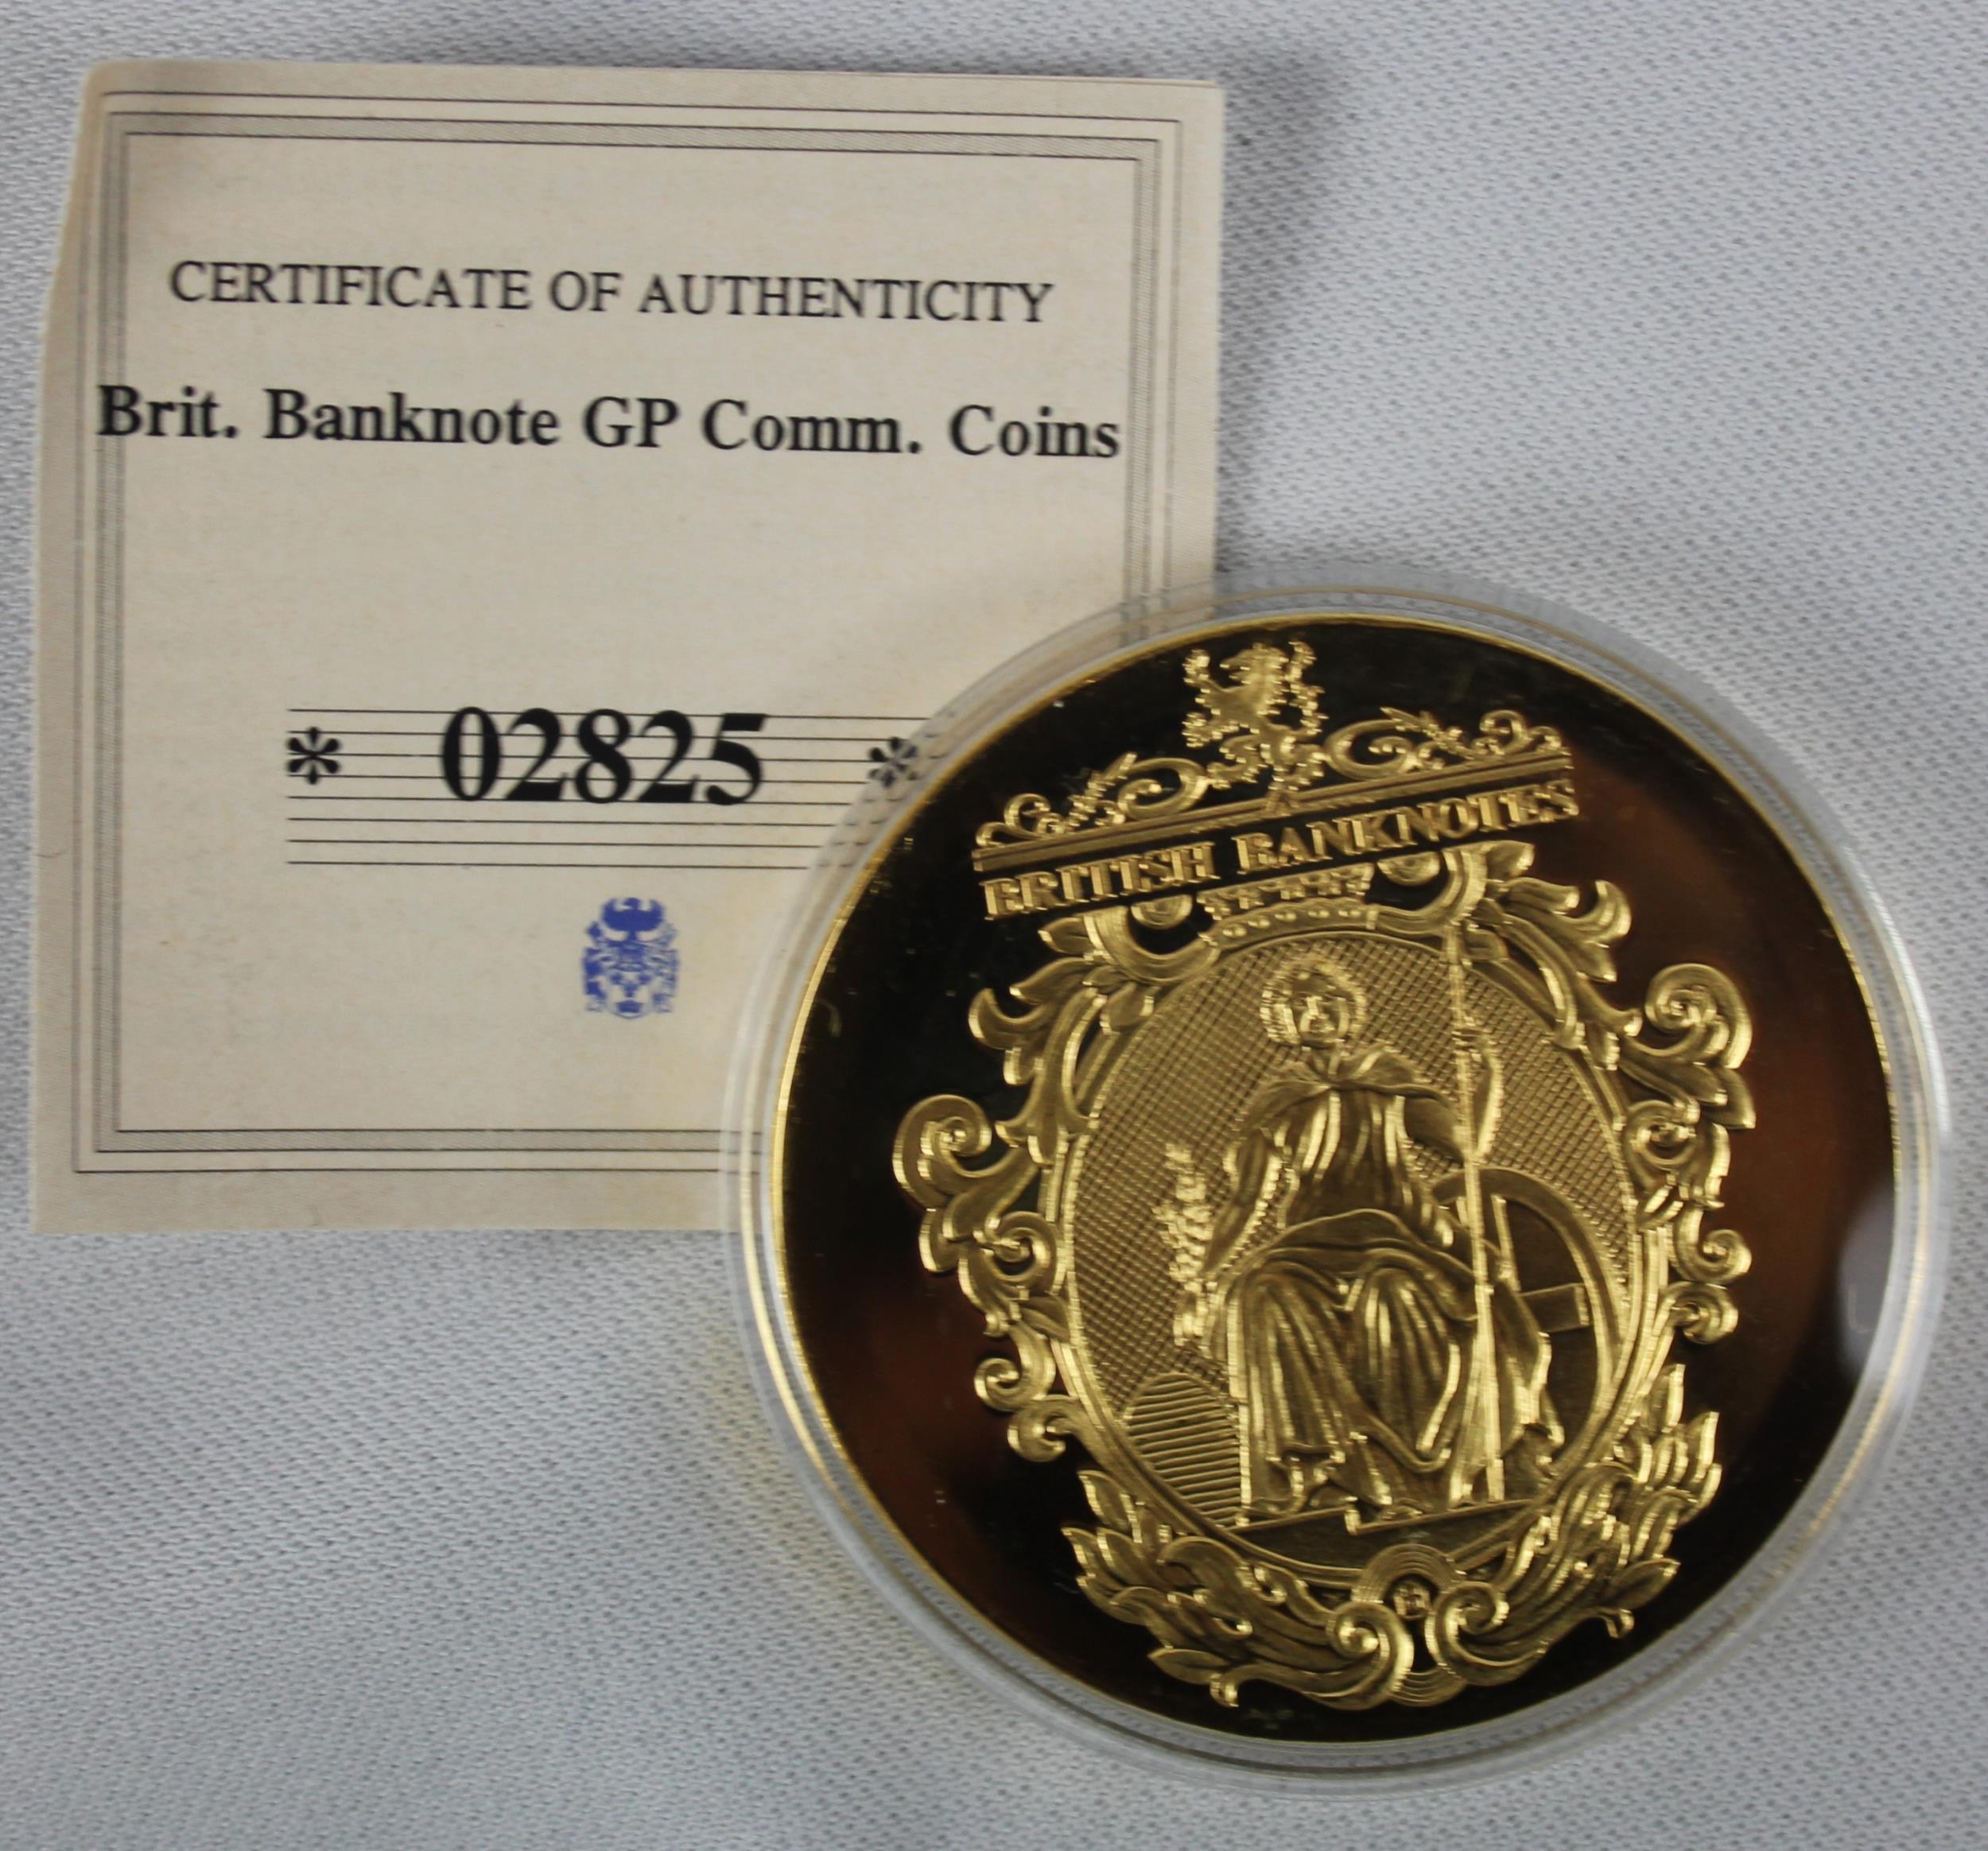 CERTIFICATE OF AUTHENTICITY
Brit. Banknote GP Comm. Coins
* 02825 *
BRITISH BANKNOTES